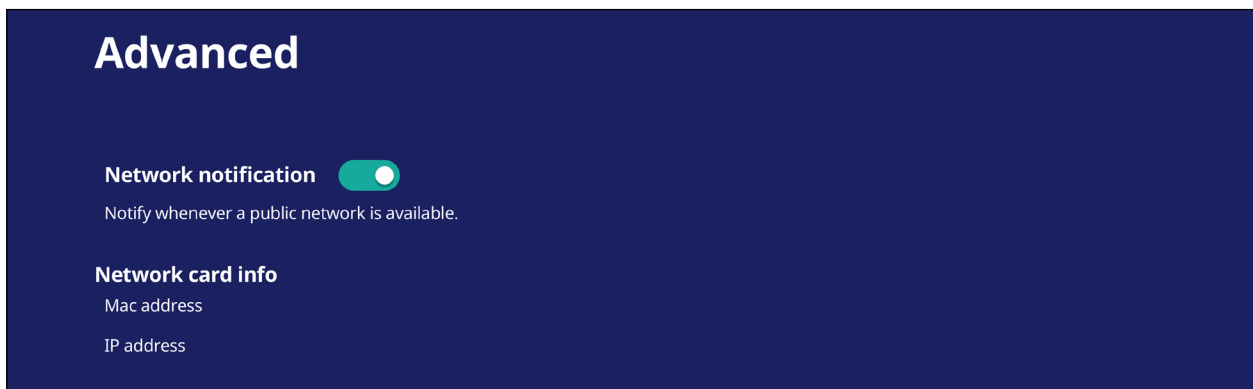 Advanced
Network notification
Notify whenever a public network is available.
Network card info
Mac address
IP address